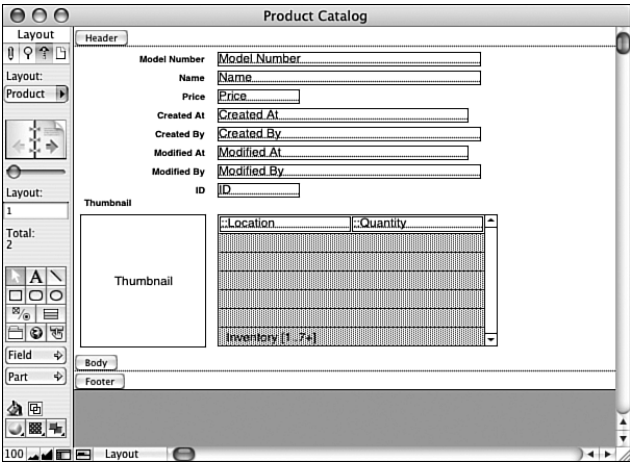 Product Catalog
Layout
Header
Model Number Model Number
Layout:
Name Name
Product
Price Price
Created At Created At
Created By Created By
Modified At Modified At
Modified By Modified By
Layout:
ID ID
1
Thumbnail
Total:
2
::Location ::Quantity
Thumbnail
A
Inventory [1..7+]
Field
Body
Part
Footer
100 Layout